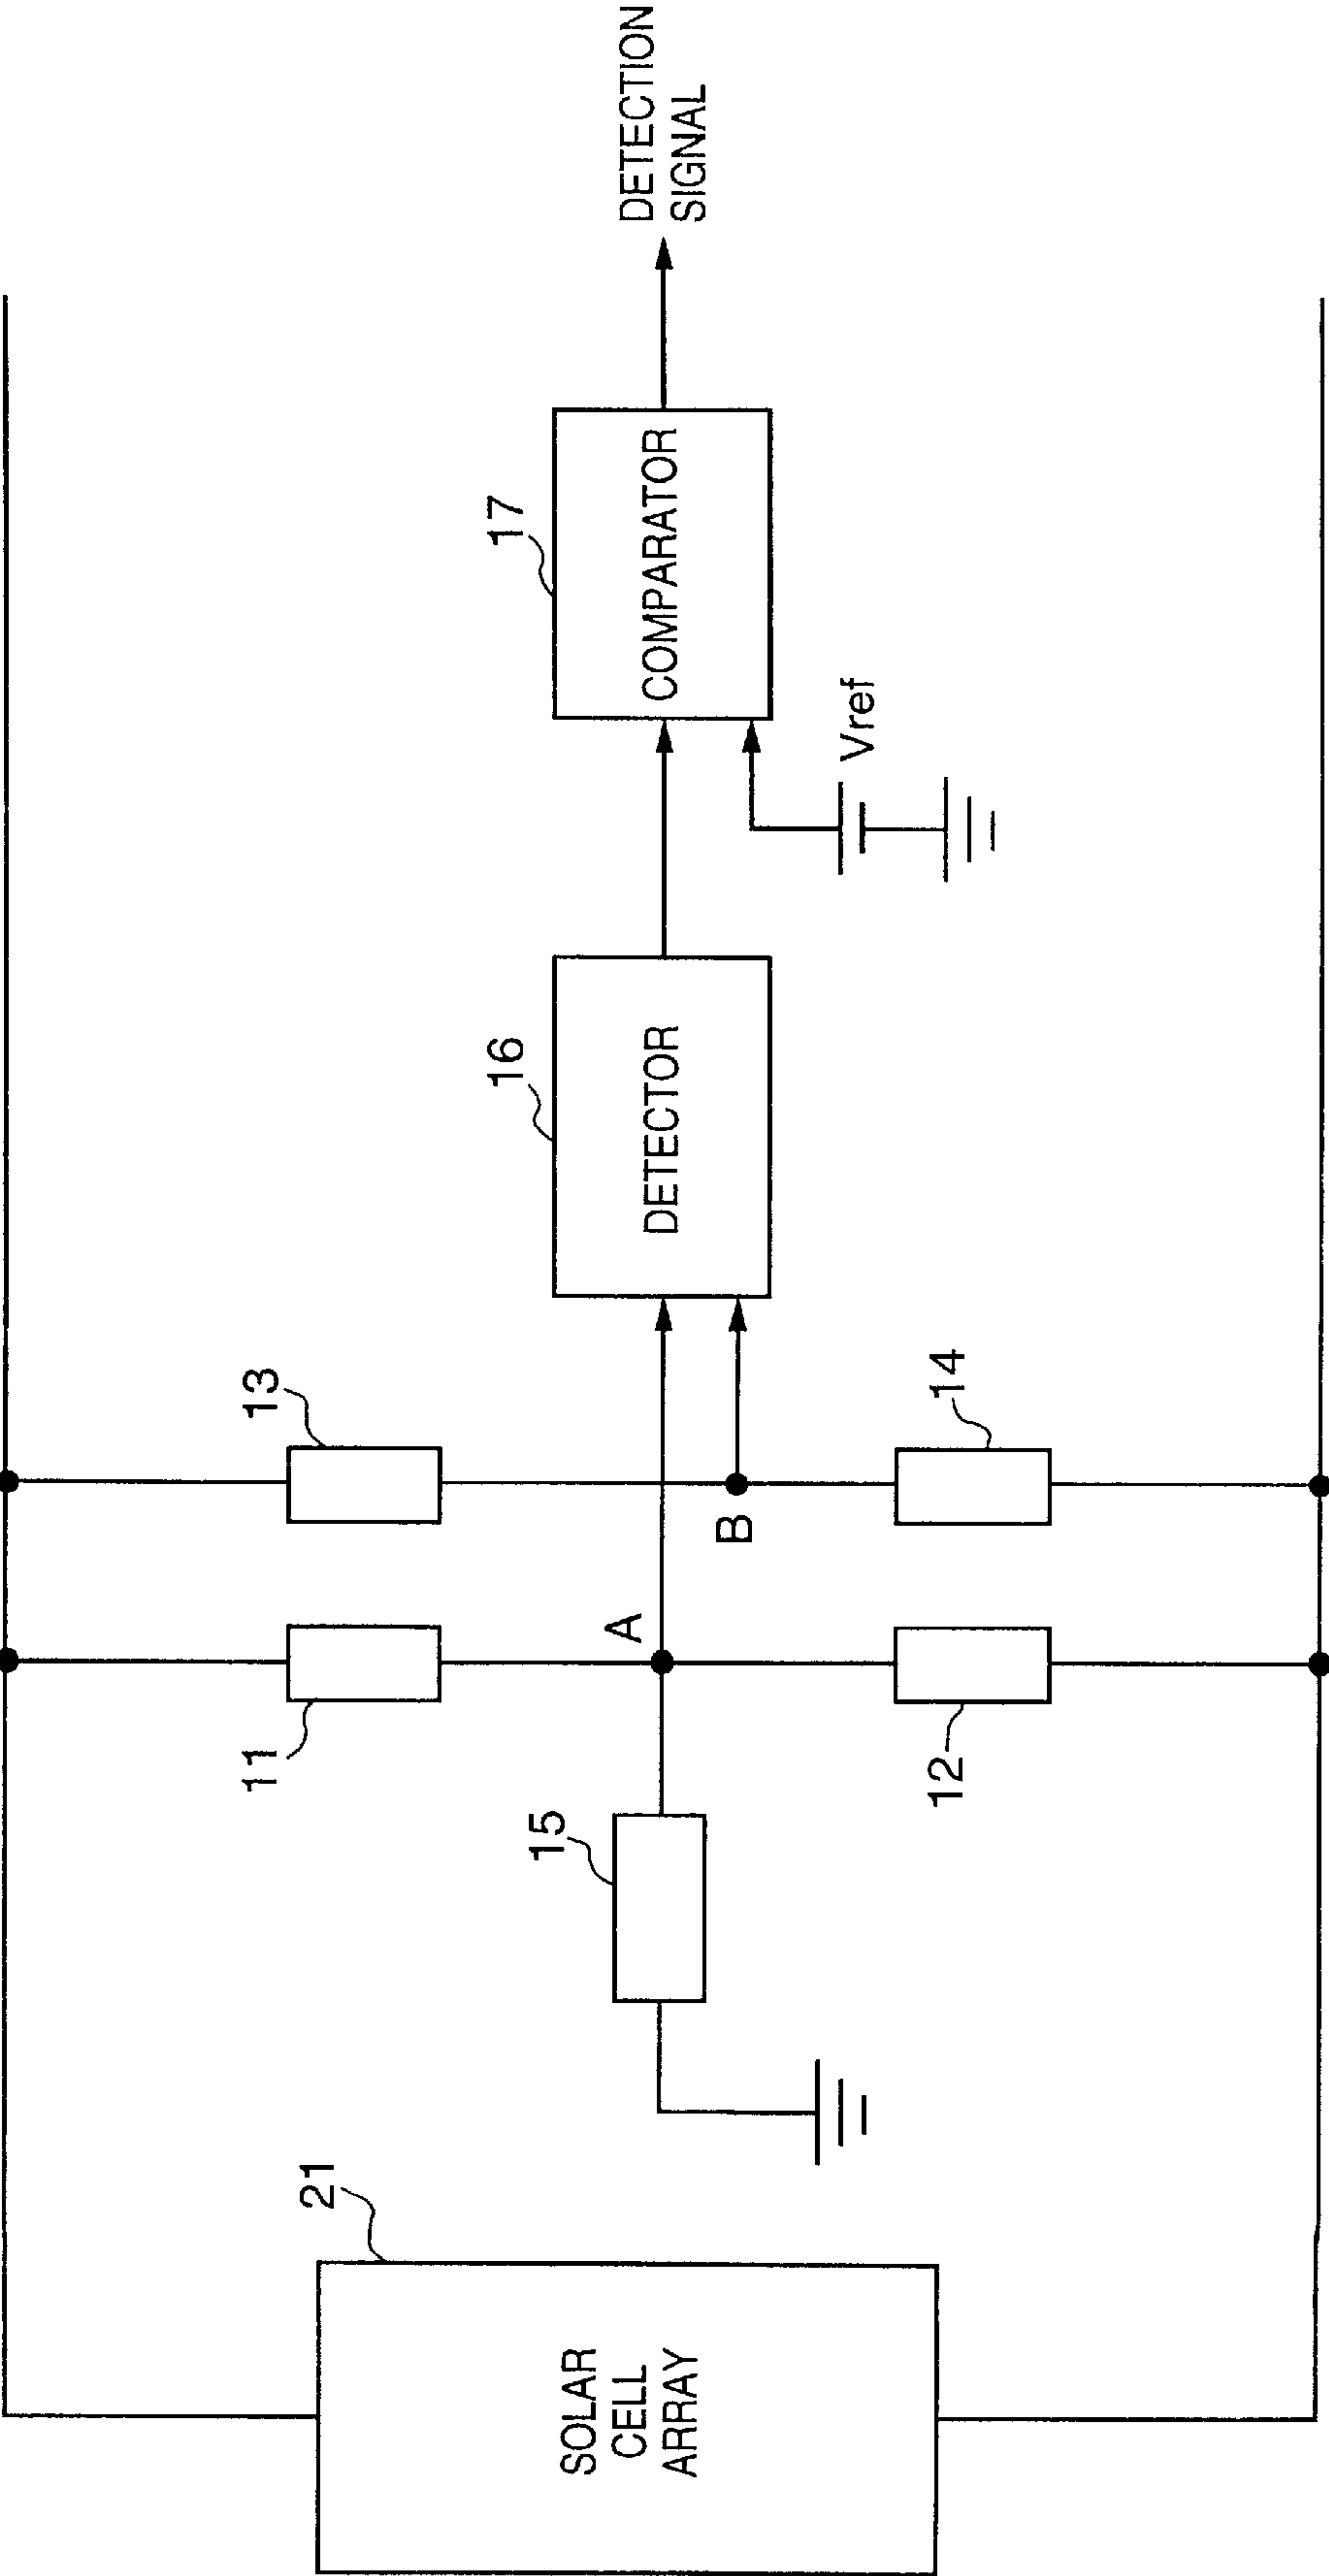 21
SOLAR
CELL
ARRAY
15
11
12
A
13
B
14
16
DETECTOR
17
COMPARATOR
Vref
DETECTION
SIGNAL